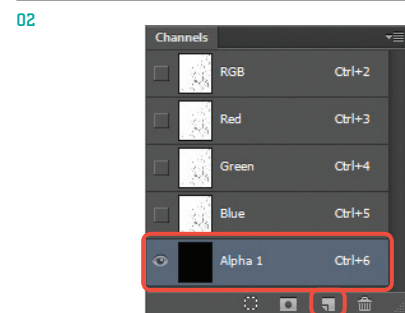 02
Channels
RGB Ctrl+2
Red Ctrl+3
Green Ctrl+4
Blue Ctrl+5
Alpha 1 Ctrl+6